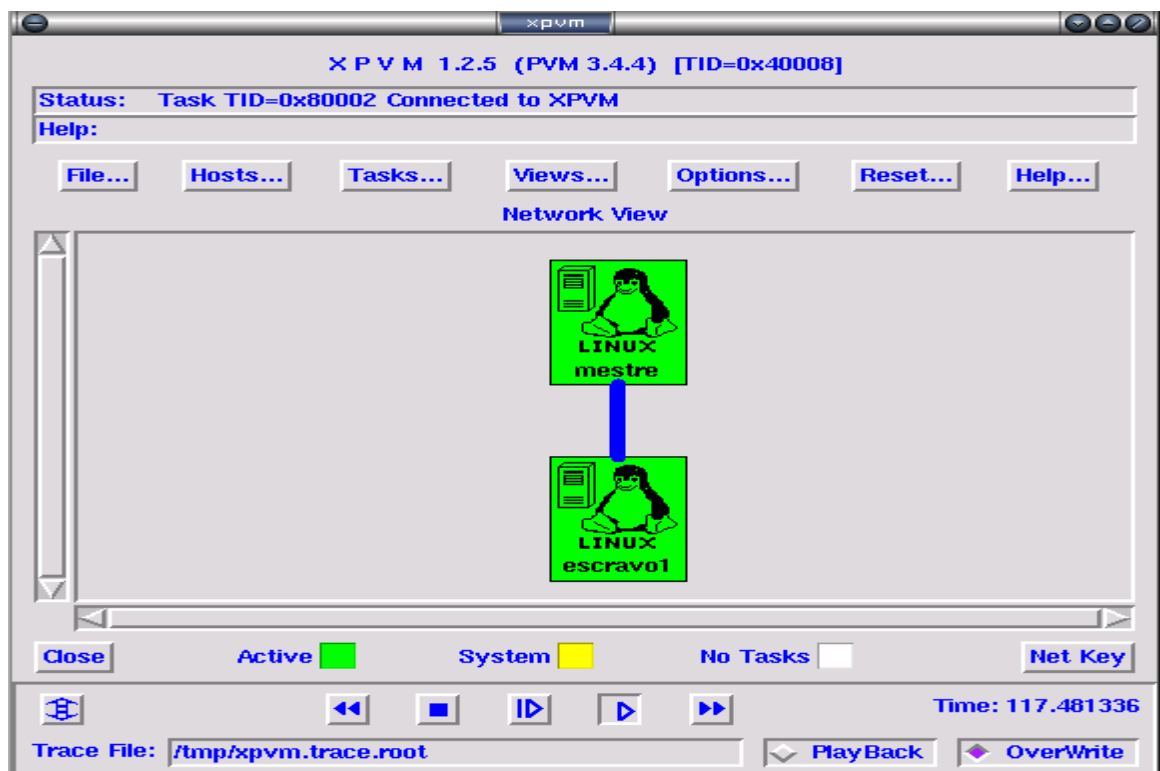 xpvm
X P V M 1.2.5 (PVM 3.4.4) [TID=0x40008]
Status: Task TID=0x80002 Connected to XPVM
Help:
File... Hosts... Tasks... Views... Options... Reset... Help...
Network View
LINUX
mestre
LINUX
escravo1
Close Active System No Tasks Net Key
Time: 117.481336
Trace File: /tmp/xpvm.trace.root PlayBack OverWrite